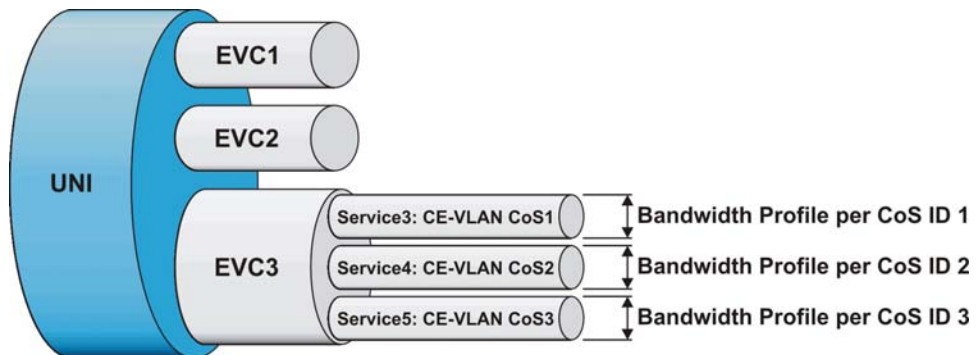 EVC1
EVC2
UNI
EVC3
Service3: CE-VLAN CoS1
Bandwidth Profile per CoS ID 1
Service4: CE-VLAN CoS2
Bandwidth Profile per CoS ID 2
Service5: CE-VLAN CoS3
Bandwidth Profile per CoS ID 3